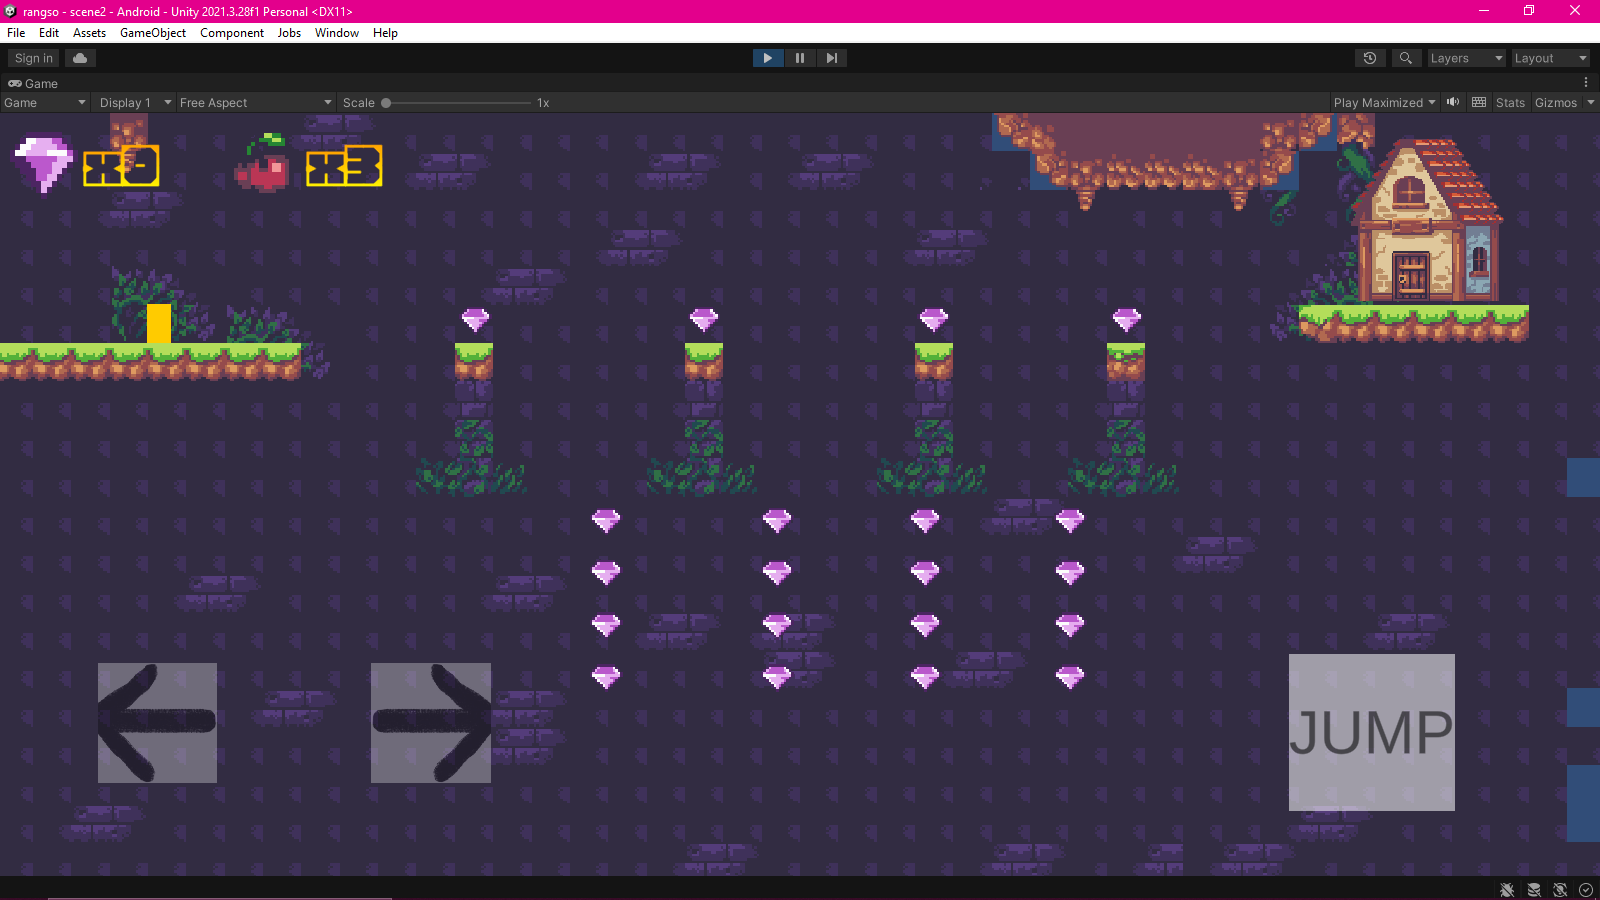 rangso - scene2 - Android - Unity 2021.3.28f1 Personal <DX11>
File Edit Assets GameObject Component Jobs Window Help
Sign in Layers Layout
Game
Game Display 1 Free Aspect Scale 1x Play Maximized Stats Gizmos
x0 x3
JUMP